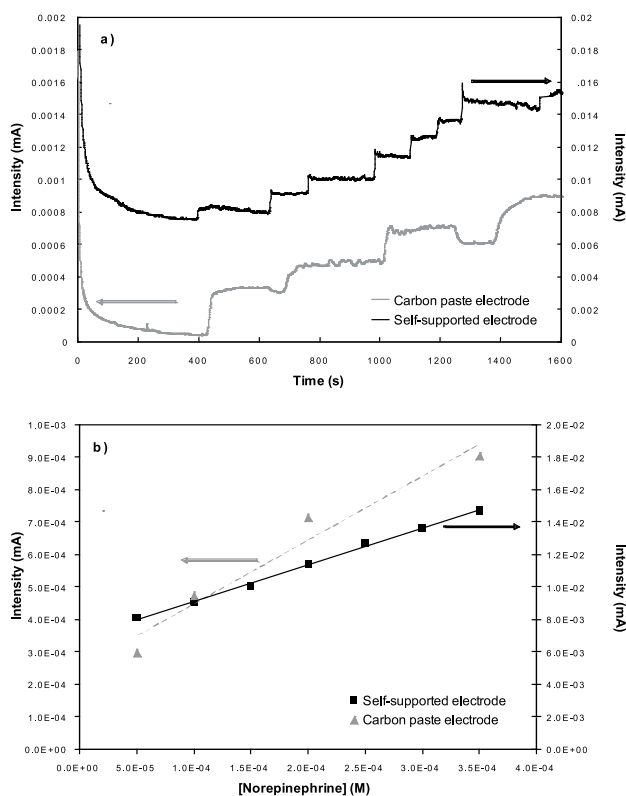 a)
0.002
0.0018
0.0016
0.0014
0.0012
0.001
0.0008
0.0006
0.0004
0.0002
0
Intensity (mA)
0.02
0.018
0.016
0.014
0.012
0.01
0.008
0.006
0.004
0.002
0
Intensity (mA)
Carbon paste electrode
Self-supported electrode
0 200 400 600 800 1000 1200 1400 1600
Time (s)
b)
1.0E-03
9.0E-04
8.0E-04
7.0E-04
6.0E-04
5.0E-04
4.0E-04
3.0E-04
2.0E-04
1.0E-04
0.0E+00
Intensity (mA)
2.0E-02
1.8E-02
1.6E-02
1.4E-02
1.2E-02
1.0E-02
8.0E-03
6.0E-03
4.0E-03
2.0E-03
0.0E+00
Intensity (mA)
Self-supported electrode
Carbon paste electrode
0.0E+00 5.0E-05 1.0E-04 1.5E-04 2.0E-04 2.5E-04 3.0E-04 3.5E-04 4.0E-04
[Norepinephrine] (M)